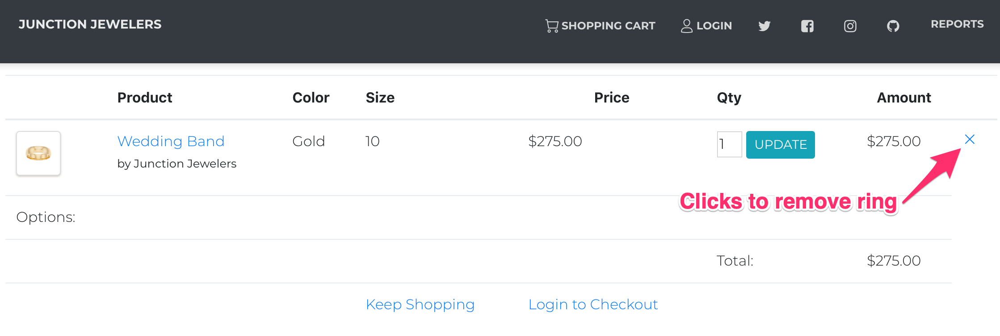 JUNCTION JEWELERS
SHOPPING CART LOGIN REPORTS
Product Color Size Price Qty Amount
Wedding Band Gold 10 $275.00 1 UPDATE $275.00
by Junction Jewelers
Clicks to remove ring
Options:
Total: $275.00
Keep Shopping Login to Checkout